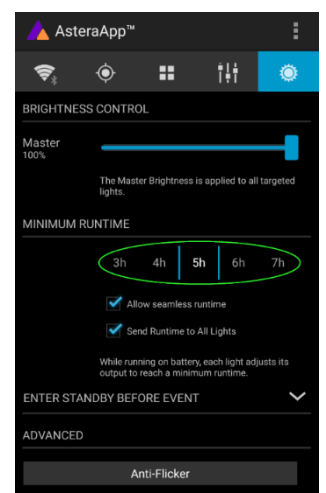 AsteraApp™
BRIGHTNESS CONTROL
Master
100%
The Master Brightness is applied to all targeted
lights.
MINIMUM RUNTIME
3h 4h 5h 6h 7h
Allow seamless runtime
Send Runtime to All Lights
While running on battery, each light adjusts its
output to reach a minimum runtime.
ENTER STANDBY BEFORE EVENT
ADVANCED
Anti-Flicker